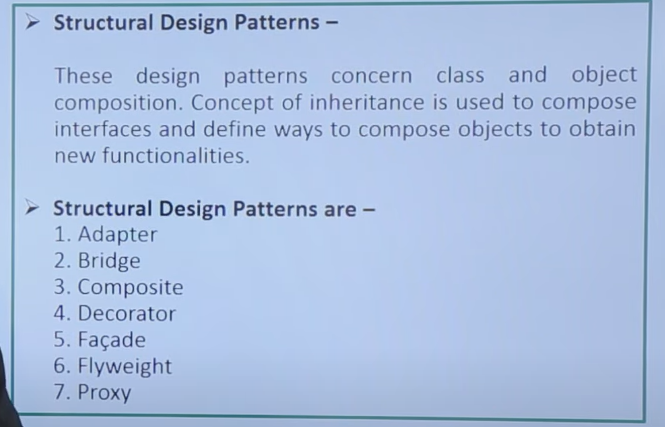 ➢ Structural Design Patterns –
These design patterns concern class and object
composition. Concept of inheritance is used to compose
interfaces and define ways to compose objects to obtain
new functionalities.
➢ Structural Design Patterns are –
1. Adapter
2. Bridge
3. Composite
4. Decorator
5. Façade
6. Flyweight
7. Proxy